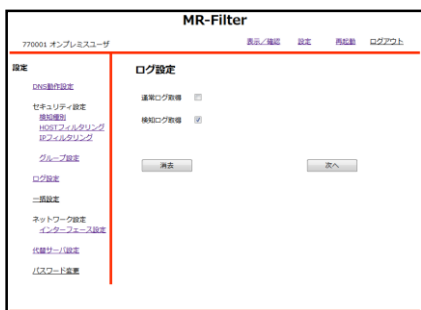 MR-Filter
770001 オンプレミスユーザ
表示／確認 設定 再起動 ログアウト
設定
DNS動作設定
セキュリティ設定
検知種別
HOSTフィルタリング
IPフィルタリング
グループ設定
ログ設定
一括設定
ネットワーク設定
インターフェース設定
代替サーバ設定
パスワード変更
ログ設定
通常ログ取得
検知ログ取得
消去 次へ